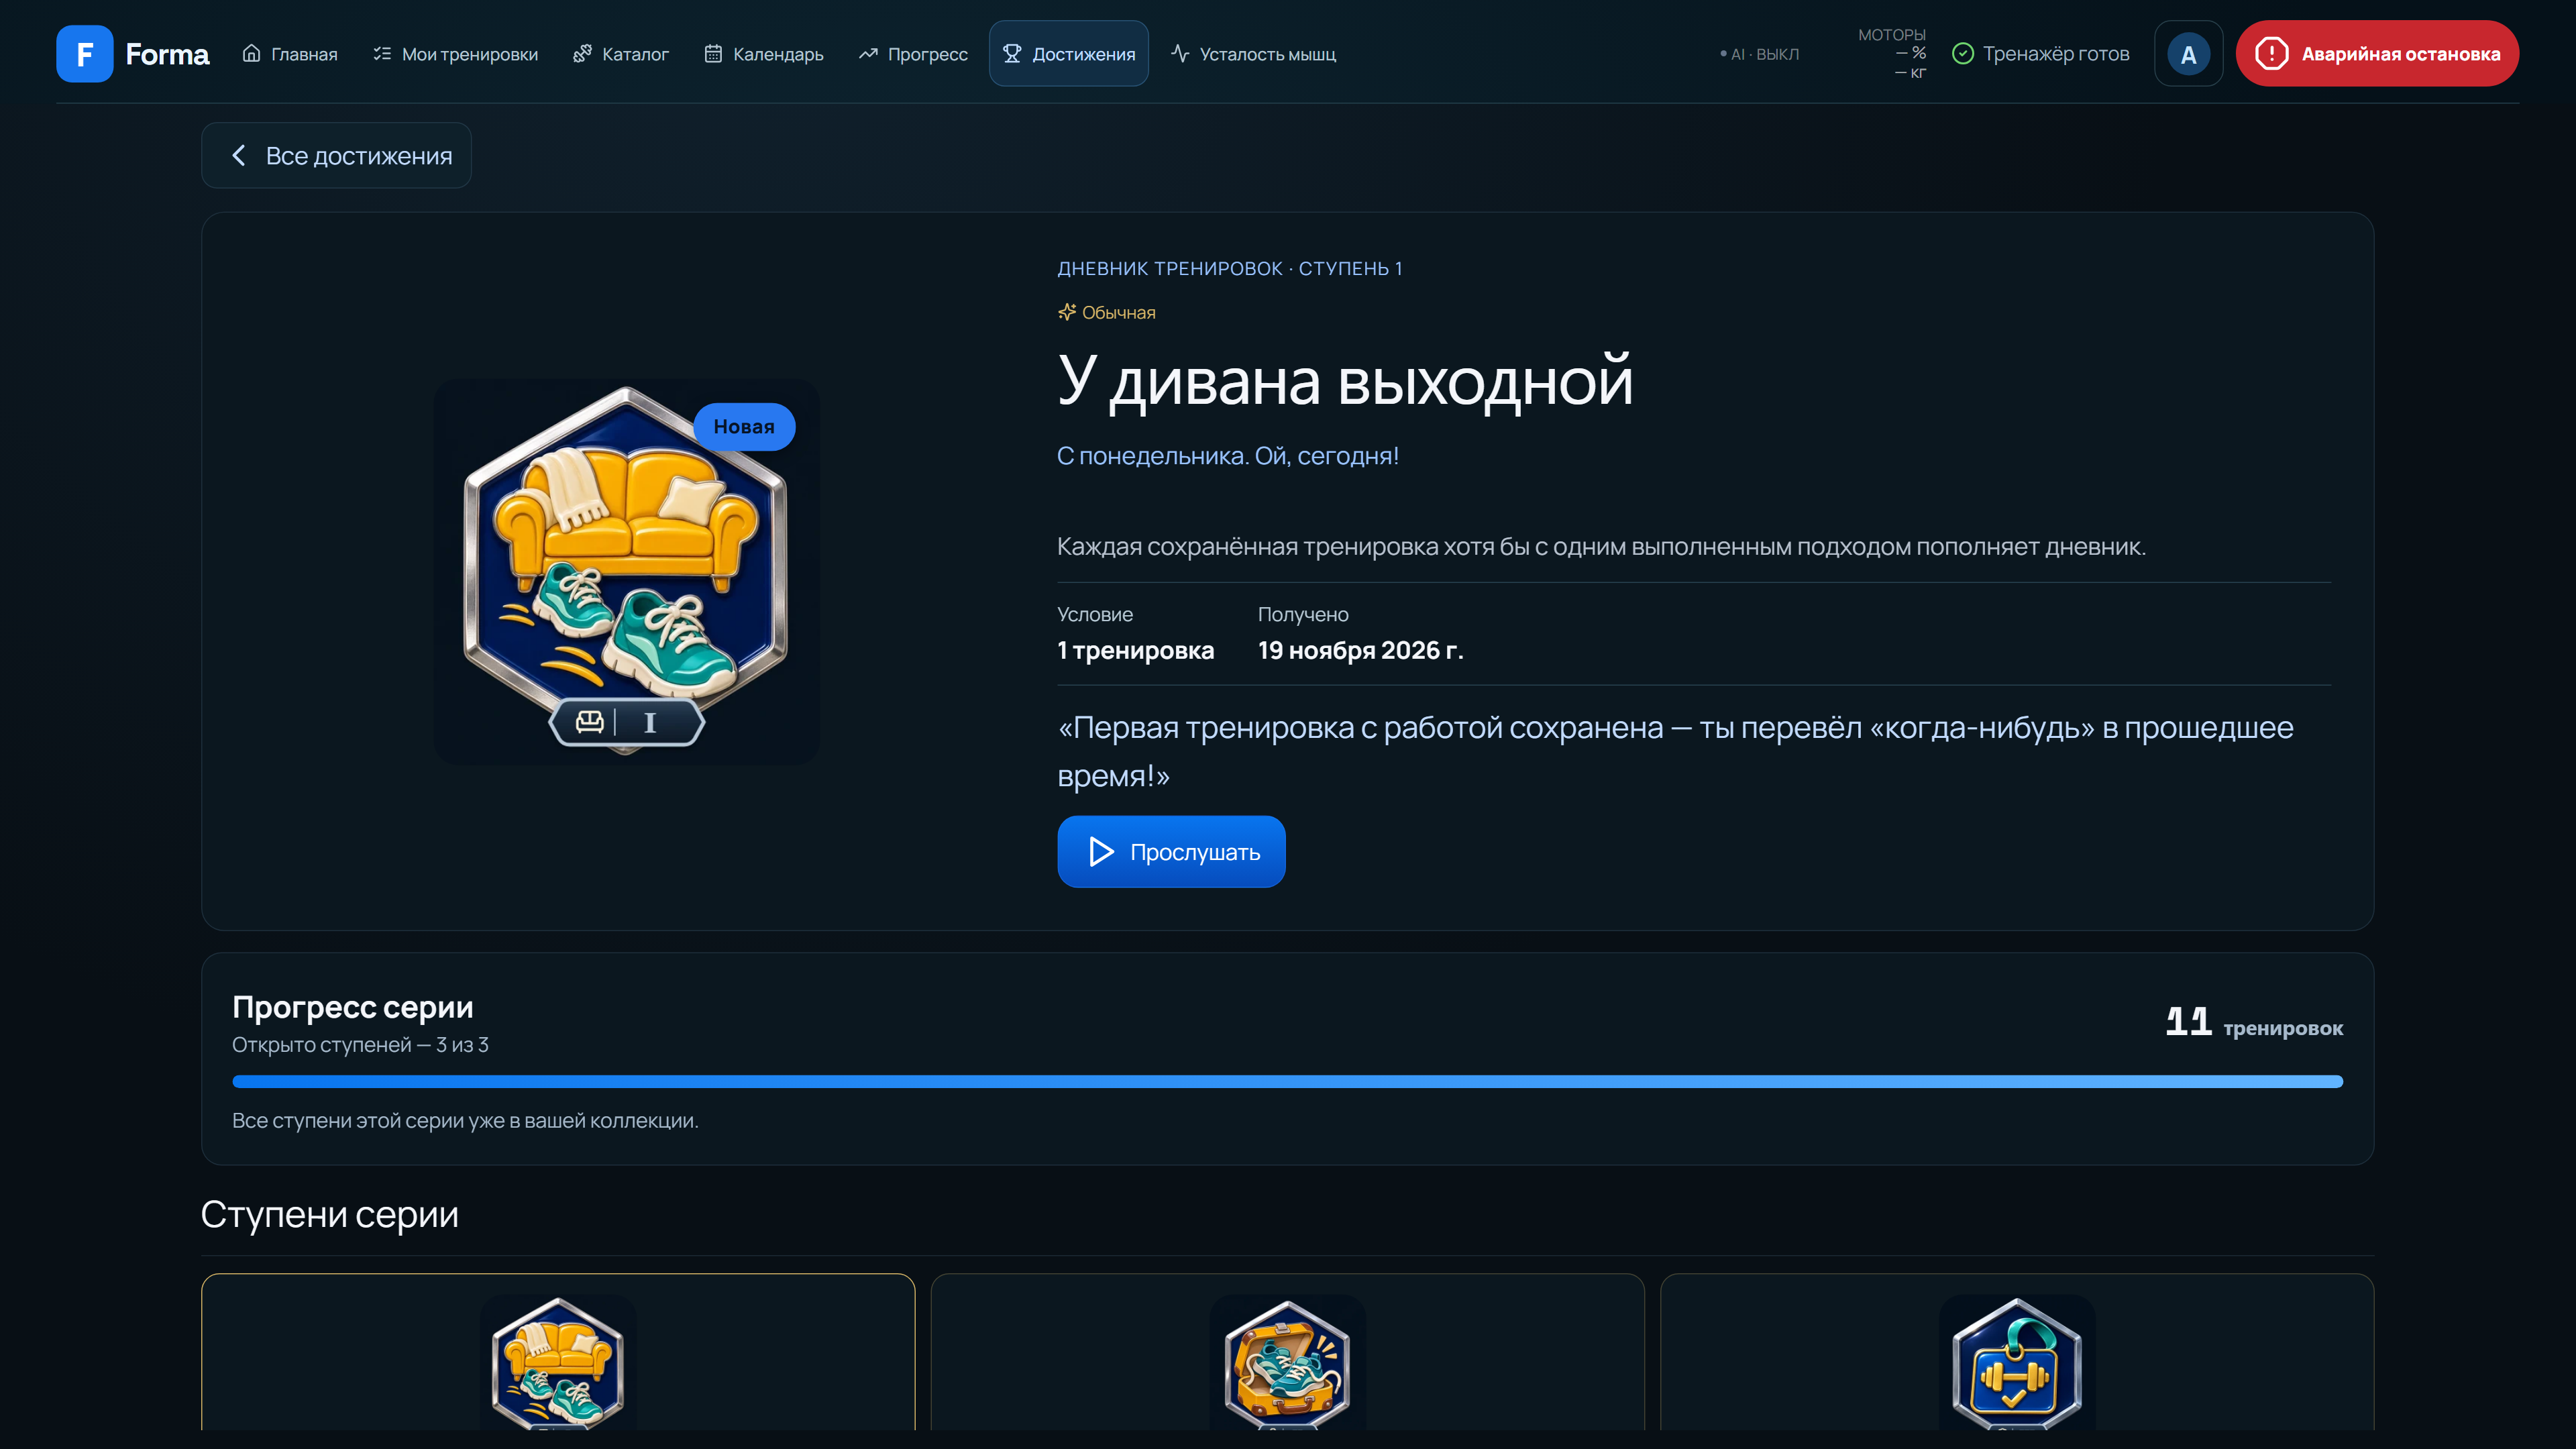 F Forma
Главная
Мои тренировки
Каталог
Календарь
Прогресс
Достижения
Усталость мышц
AI · ВЫКЛ
МОТОРЫ
— %
— кг
Тренажёр готов
A
Аварийная остановка
Все достижения
ДНЕВНИК ТРЕНИРОВОК · СТУПЕНЬ 1
Обычная
У дивана выходной
С понедельника. Ой, сегодня!
Новая
I
Каждая сохранённая тренировка хотя бы с одним выполненным подходом пополняет дневник.
Условие
1 тренировка
Получено
19 ноября 2026 г.
«Первая тренировка с работой сохранена — ты перевёл «когда-нибудь» в прошедшее
время!»
Прослушать
Прогресс серии
Открыто ступеней — 3 из 3
11 тренировок
Все ступени этой серии уже в вашей коллекции.
Ступени серии